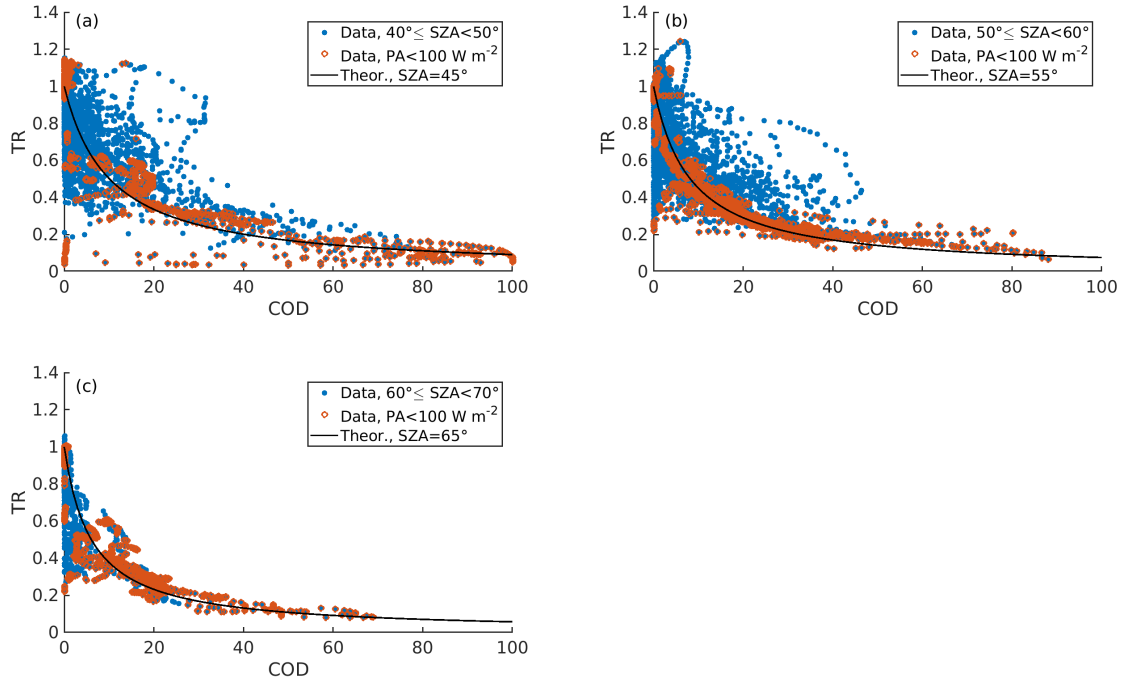 (a)
Data, 40°≤ SZA<50°
Data, PA<100 W m-2
Theor., SZA=45°
1.4
1.2
1
0.8
0.6
0.4
0.2
0
TR
0 20 40 60 80 100
COD
(b)
Data, 50°≤ SZA<60°
Data, PA<100 W m-2
Theor., SZA=55°
1.4
1.2
1
0.8
0.6
0.4
0.2
0
TR
0 20 40 60 80 100
COD
(c)
Data, 60°≤ SZA<70°
Data, PA<100 W m-2
Theor., SZA=65°
1.4
1.2
1
0.8
0.6
0.4
0.2
0
TR
0 20 40 60 80 100
COD